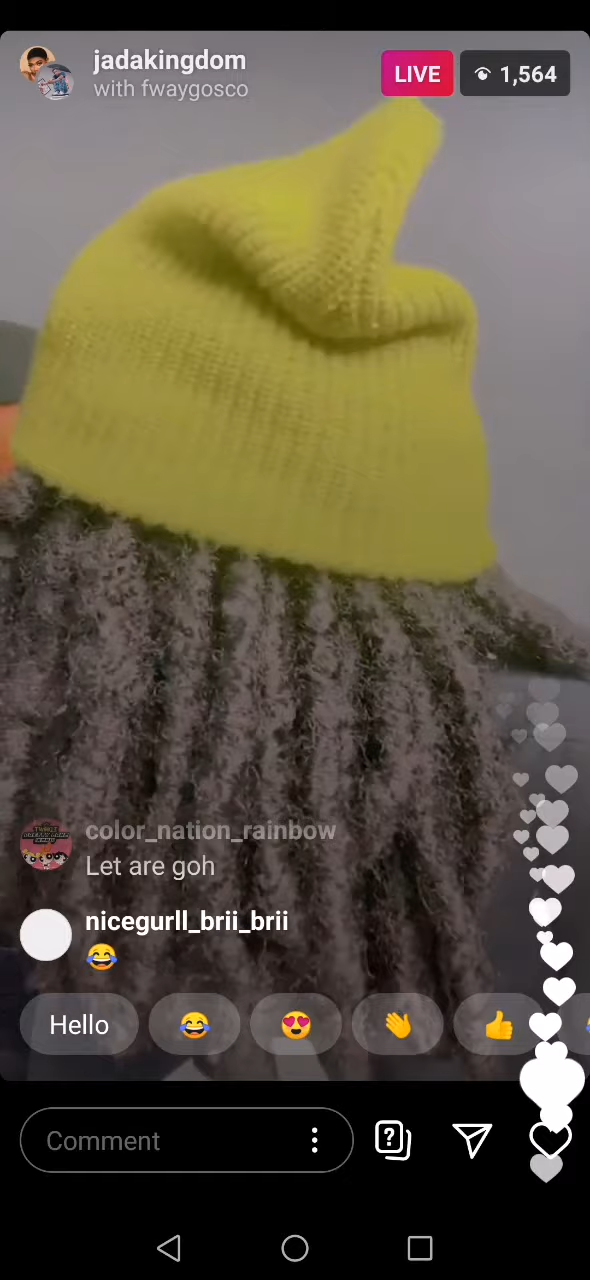 jadakingdom
with fwaygosco
LIVE
1,564
color_nation_rainbow
Let are goh
nicegurll_brii_brii
😂
Hello 😂 😍 👋 👍
Comment